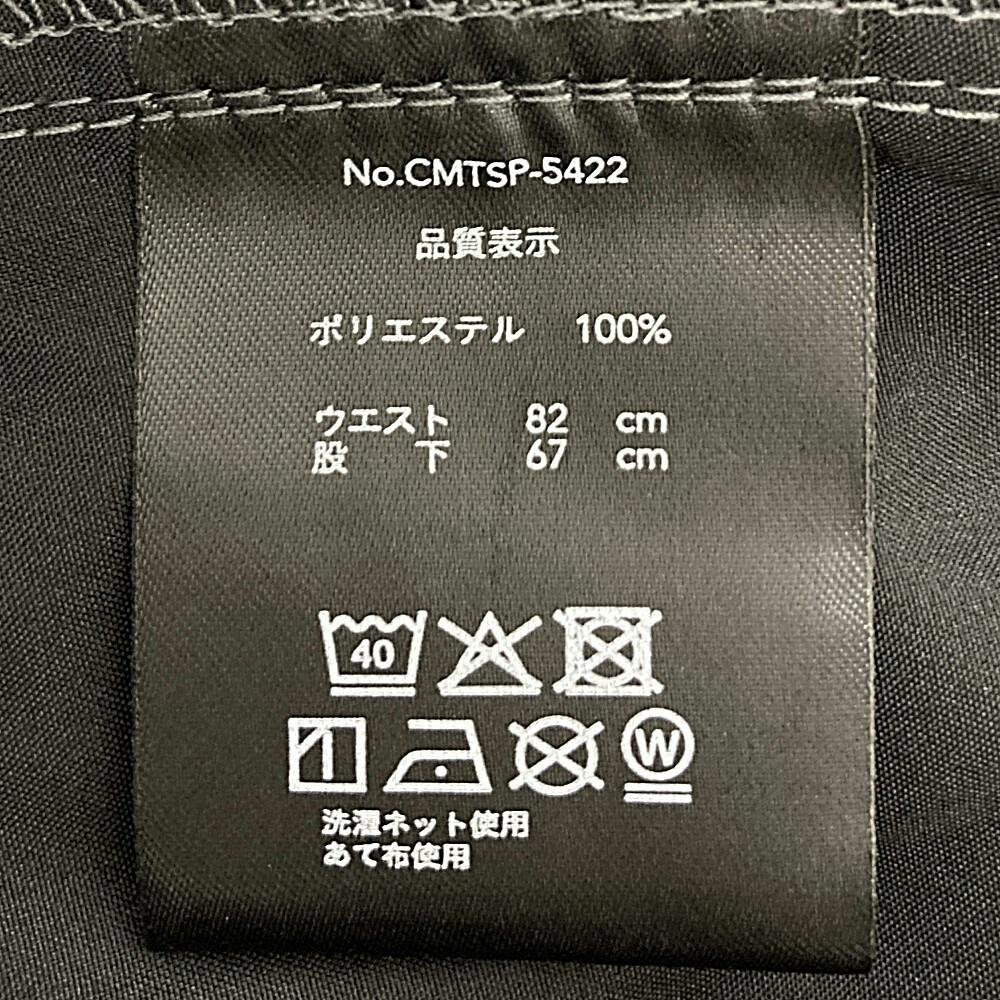 No.CMTSP-5422
品質表示
ポリエステル 100%
ウエスト 82 cm
股下 67 cm
40
W
洗濯ネット使用
あて布使用